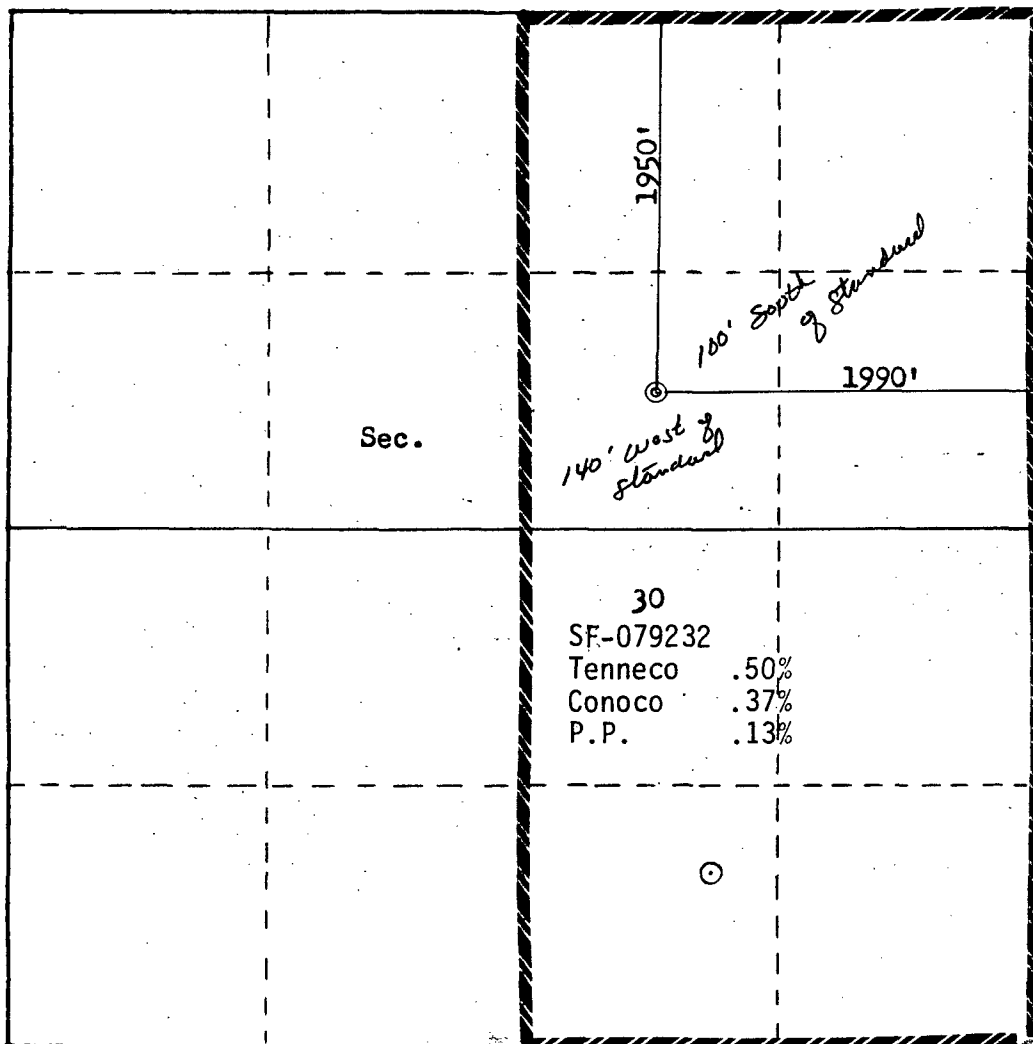 1950'
100' South
of Standard
1990'
Sec.
140' west of
standard
30
SF-079232
Tenneco .50%
Conoco .37%
P.P. .13%